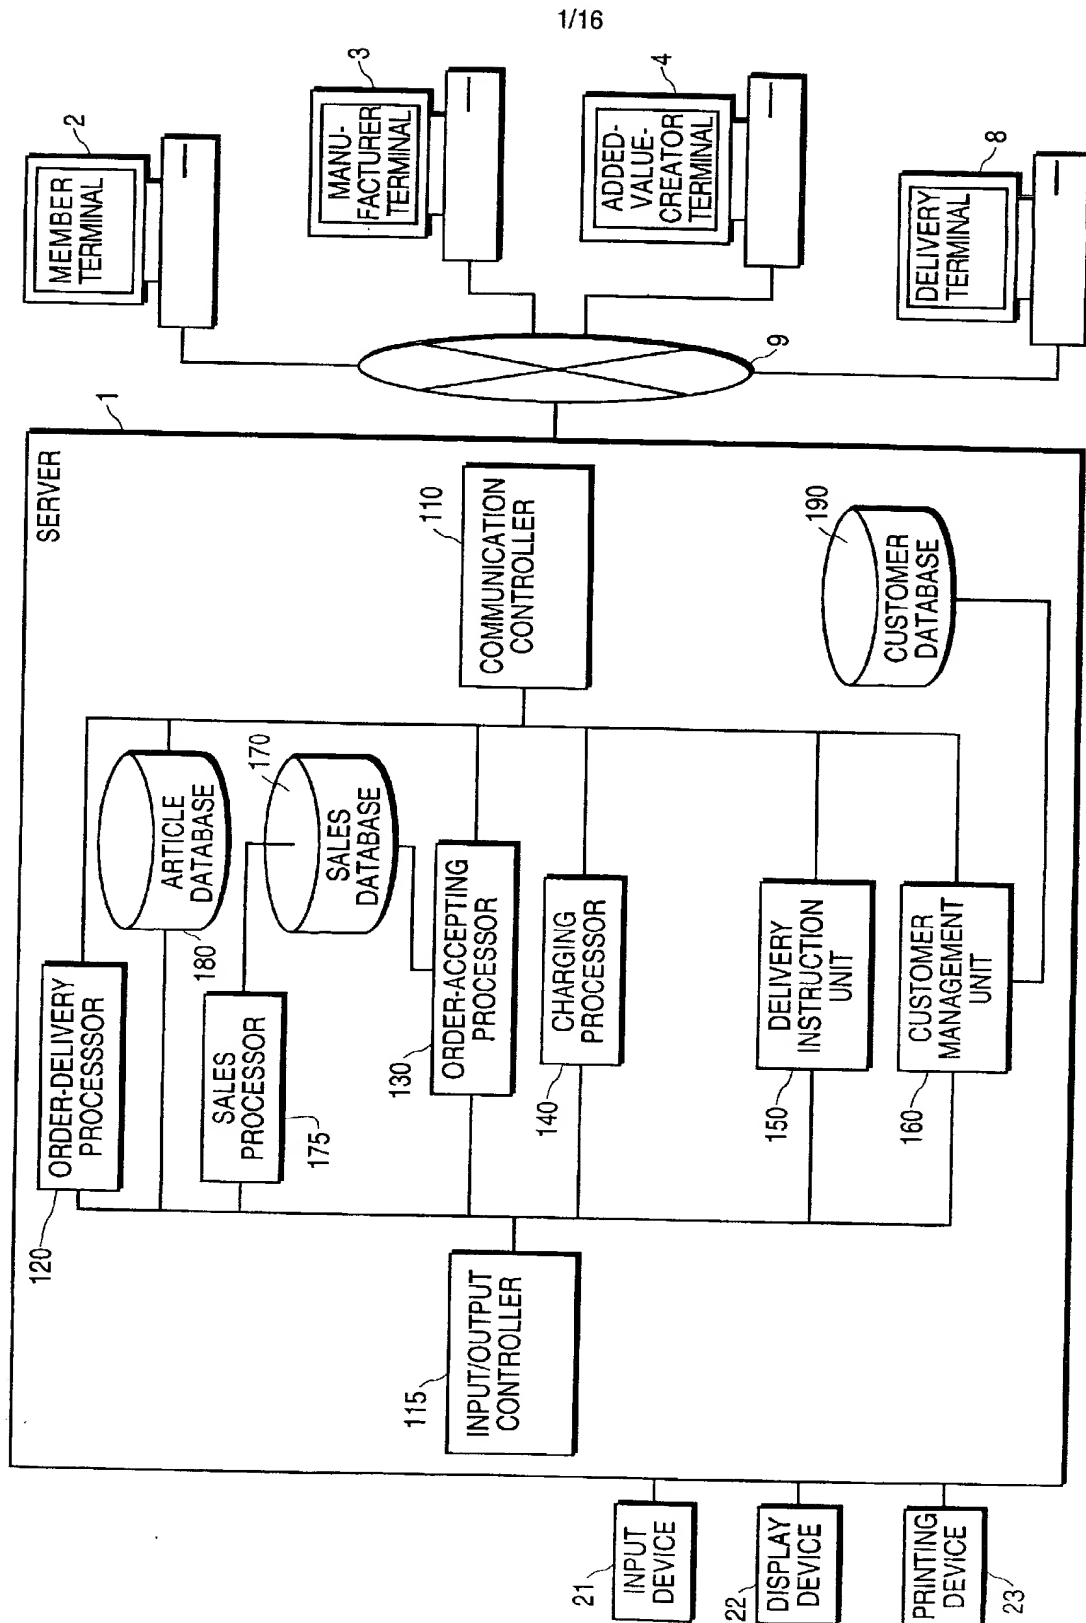 1/16
SERVER
1
MEMBER
TERMINAL
2
MANU-
FACTURER
TERMINAL
3
ADDED-
VALUE-
CREATOR
TERMINAL
4
DELIVERY
TERMINAL
8
9
COMMUNICATION
CONTROLLER
110
CUSTOMER
DATABASE
190
ORDER-DELIVERY
PROCESSSOR
120
ARTICLE
DATABASE
180
SALES
DATABASE
170
SALES
PROCESSOR
175
ORDER-ACCEPTING
PROCESSOR
130
CHARGING
PROCESSOR
140
DELIVERY
INSTRUCTION
UNIT
150
CUSTOMER
MANAGEMENT
UNIT
160
INPUT/OUTPUT
CONTROLLER
115
INPUT
DEVICE
21
DISPLAY
DEVICE
22
PRINTING
DEVICE
23